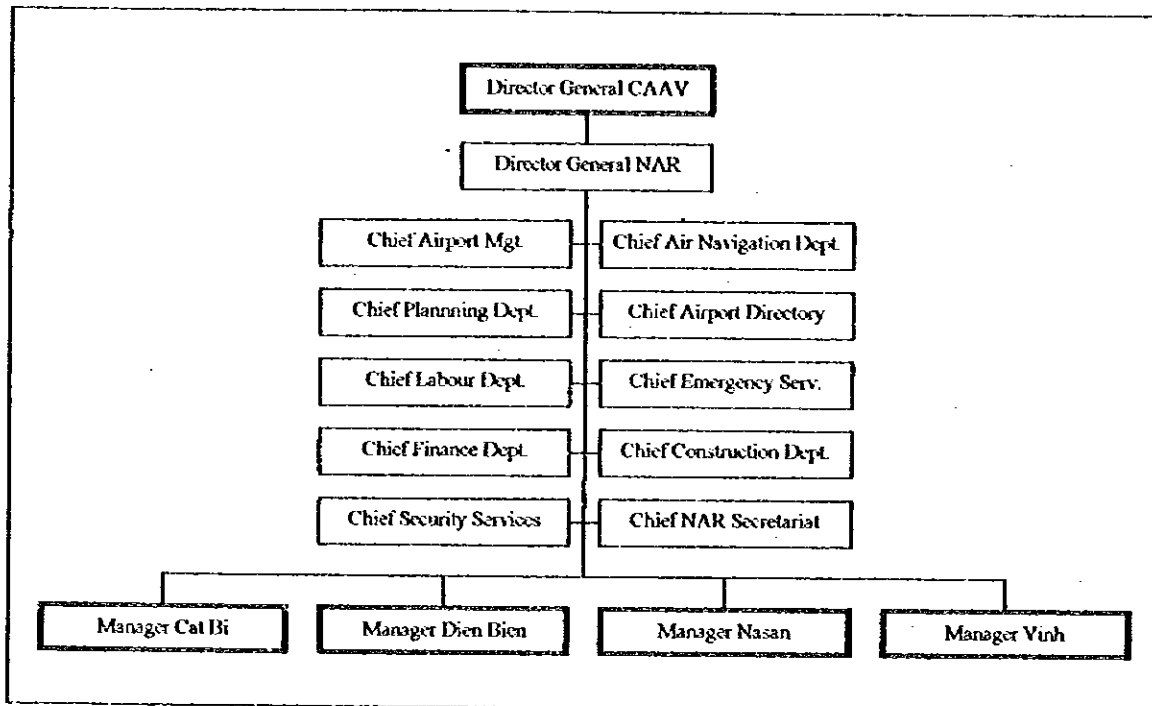 Director General CAAV
Director General NAR
Chief Airport Mgt.
Chief Air Navigation Dept.
Chief Plannning Dept.
Chief Airport Directory
Chief Labour Dept.
Chief Emergency Serv.
Chief Finance Dept.
Chief Construction Dept.
Chief Security Services
Chief NAR Secretariat
Manager Cat Bi
Manager Dien Bien
Manager Nasan
Manager Vinh